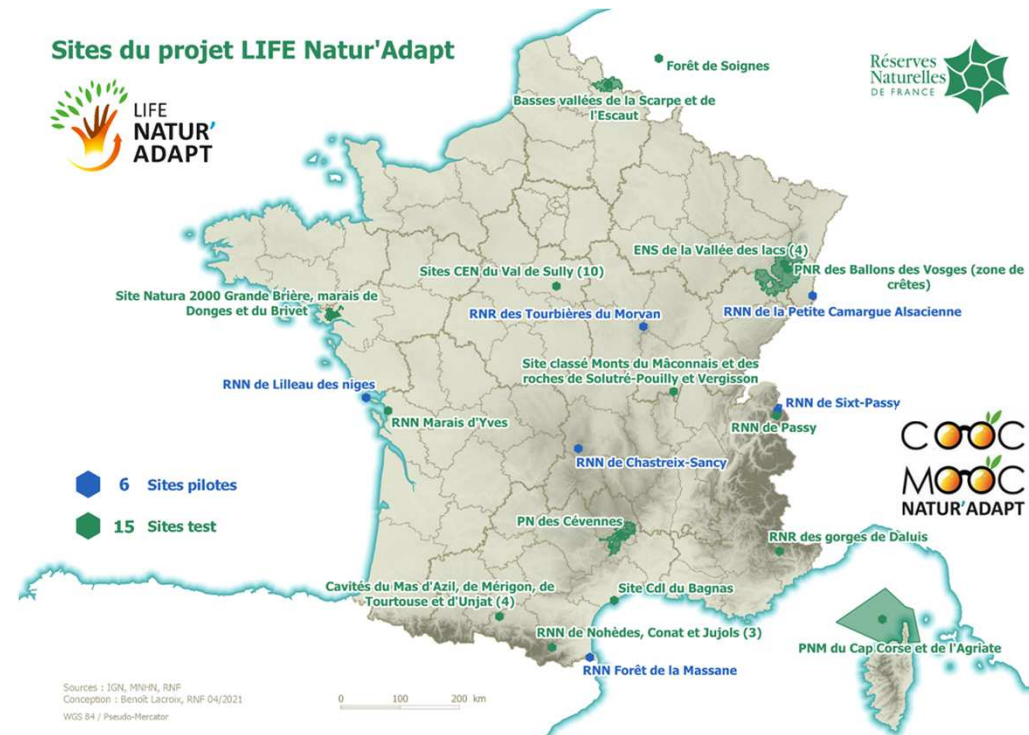 Sites du projet LIFE Natur'Adapt
LIFE
NATUR'
ADAPT
Réserves
Naturelles
DE FRANCE
Forêt de Soignes
Basses vallées de la Scarpe et de
l'Escaut
ENS de la Vallée des lacs (4)
Sites CEN du Val de Sully (10)
PNR des Ballons des Vosges (zone de
crêtes)
Site Natura 2000 Grande Brière, marais de
Donges et du Brivet
RNR des Tourbières du Morvan
RNN de la Petite Camargue Alsacienne
Site classé Monts du Mâconnais et des
roches de Solutré-Pouilly et Vergisson
RNN de Lilleau des niges
RNN de Sixt-Passy
RNN Marais d'Yves
RNN de Passy
COOC
MOOC
NATUR'ADAPT
RNN de Chastreix-Sancy
6 Sites pilotes
15 Sites test
PN des Cévennes
RNR des gorges de Daluis
Cavités du Mas d'Azil, de Mérigon, de
Tourtouse et d'Unjat (4)
Site Cdl du Bagnas
RNN de Nohèdes, Conat et Jujols (3)
PNM du Cap Corse et de l'Agriate
RNN Forêt de la Massane
Sources : IGN, MNHN, RNF
Conception : Benoît Lacroix, RNF 04/2021
WGS 84 / Pseudo-Mercator
0 100 200 km